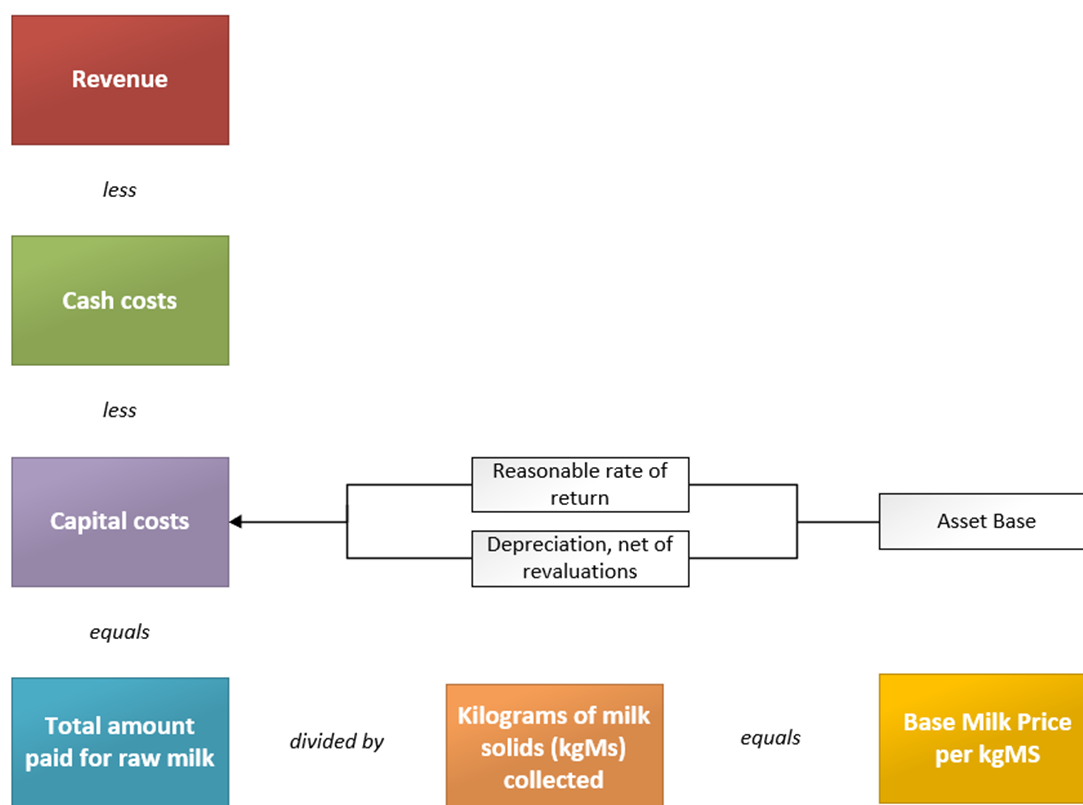 Revenue
less
Cash costs
less
Capital costs
Reasonable rate of
return
Depreciation, net of
revaluations
Asset Base
equals
Total amount
paid for raw milk
divided by
Kilograms of milk
solids (kgMs)
collected
equals
Base Milk Price
per kgMS